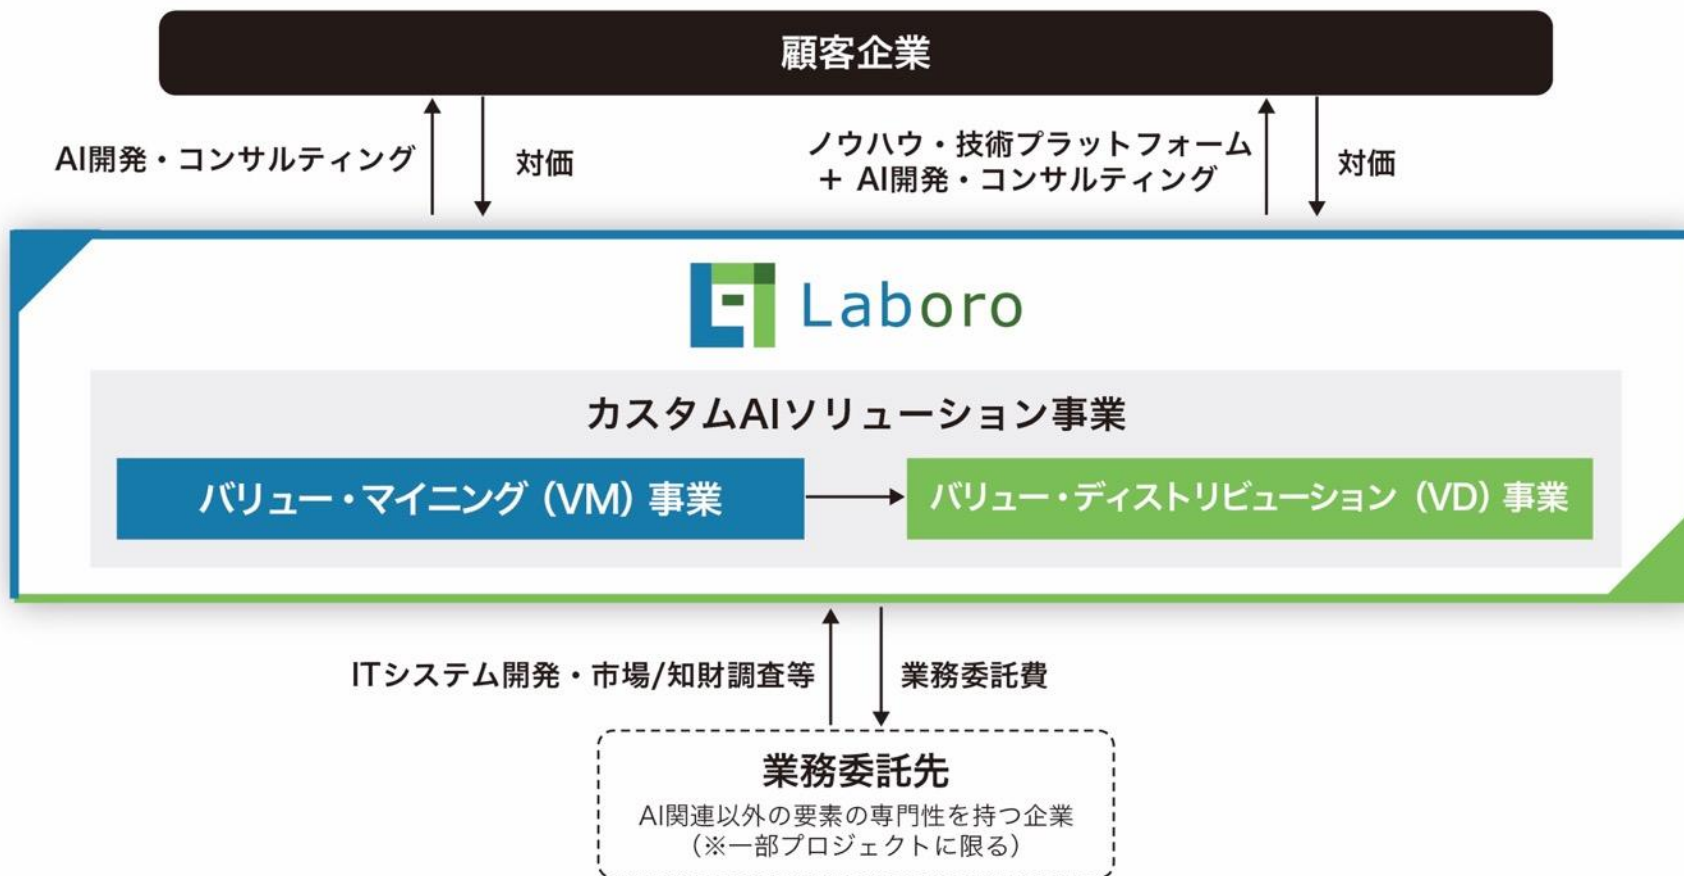 顧客企業
AI開発・コンサルティング
対価
ノウハウ・技術プラットフォーム
＋ AI開発・コンサルティング
対価
Laboro
カスタムAIソリューション事業
バリュー・マイニング（VM）事業
バリュー・ディストリビューション（VD）事業
ITシステム開発・市場/知財調査等
業務委託費
業務委託先
AI関連以外の要素の専門性を持つ企業
（※一部プロジェクトに限る）